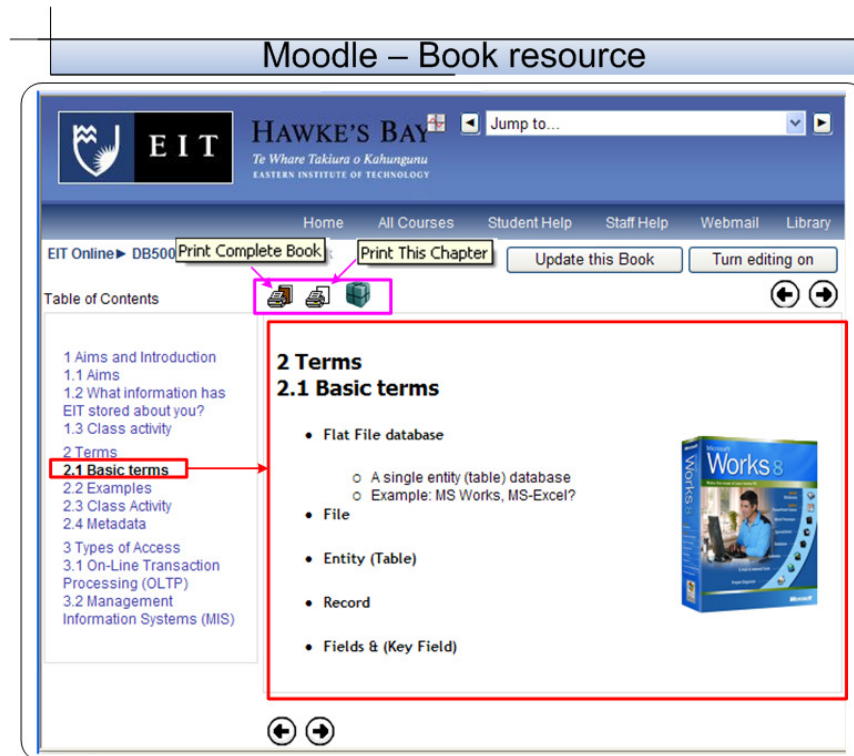 Moodle – Book resource
EIT
HAWKE'S BAY
Te Whare Takiura o Kahungunu
EASTERN INSTITUTE OF TECHNOLOGY
Jump to...
Home All Courses Student Help Staff Help Webmail Library
EIT Online► DB500
Print Complete Book
Print This Chapter
Update this Book
Turn editing on
Table of Contents
1 Aims and Introduction
1.1 Aims
1.2 What information has
EIT stored about you?
1.3 Class activity
2 Terms
2.1 Basic terms
2.2 Examples
2.3 Class Activity
2.4 Metadata
3 Types of Access
3.1 On-Line Transaction
Processing (OLTP)
3.2 Management
Information Systems (MIS)
2 Terms
2.1 Basic terms
• Flat File database
○ A single entity (table) database
○ Example: MS Works, MS-Excel?
• File
• Entity (Table)
• Record
• Fields & (Key Field)
Microsoft
Works 8
Works 8
Microsoft